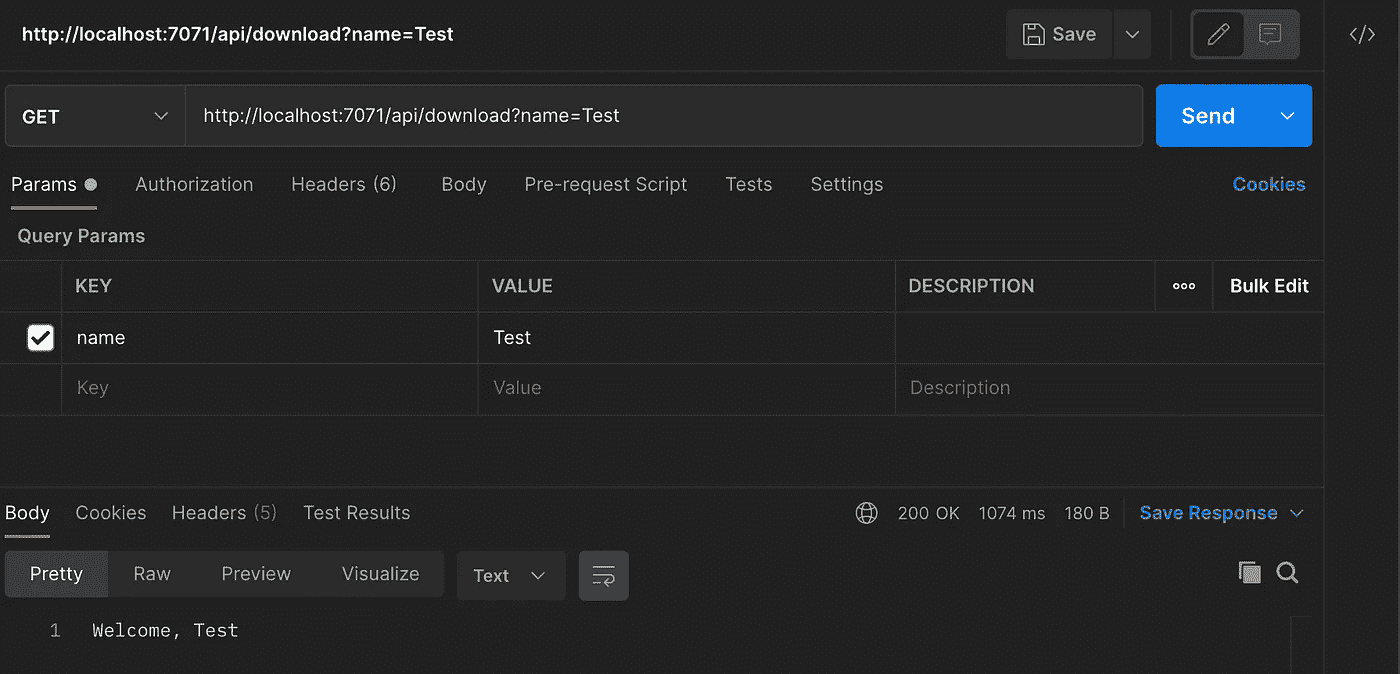 http://localhost:7071/api/download?name=Test
Save
GET
http://localhost:7071/api/download?name=Test
Send
Params Authorization Headers (6) Body Pre-request Script Tests Settings Cookies
Query Params
KEY VALUE DESCRIPTION Bulk Edit
name Test
Key Value Description
Body Cookies Headers (5) Test Results 200 OK 1074 ms 180 B Save Response
Pretty Raw Preview Visualize Text
1 Welcome, Test